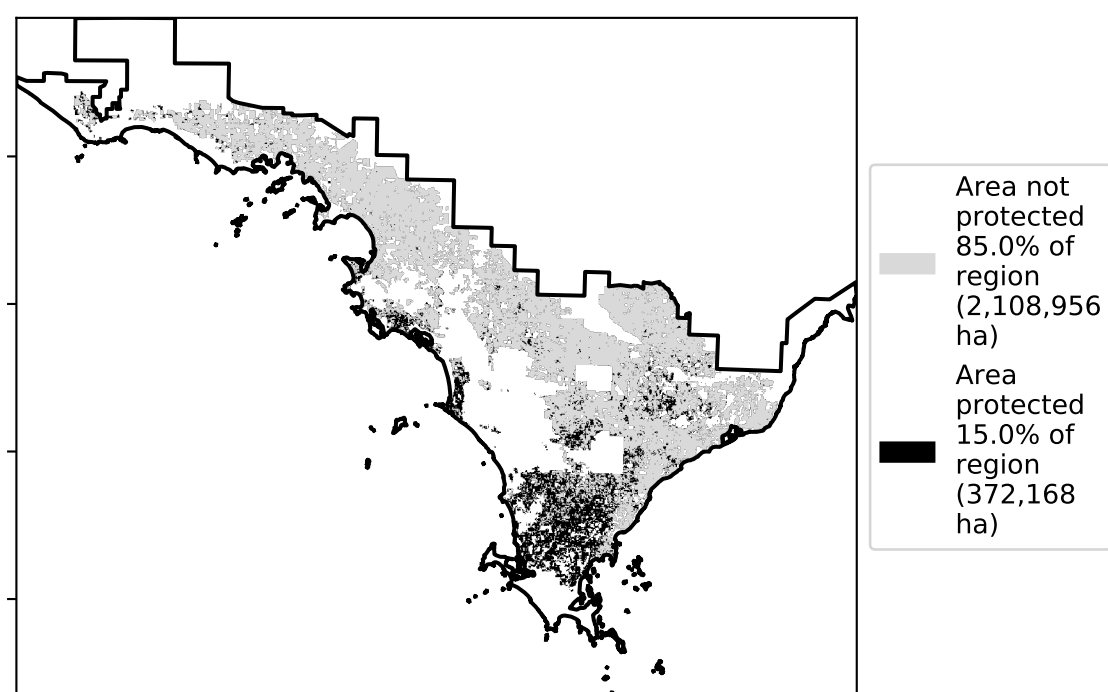 Area not
protected
85.0% of
region
(2,108,956
ha)
Area
protected
15.0% of
region
(372,168
ha)